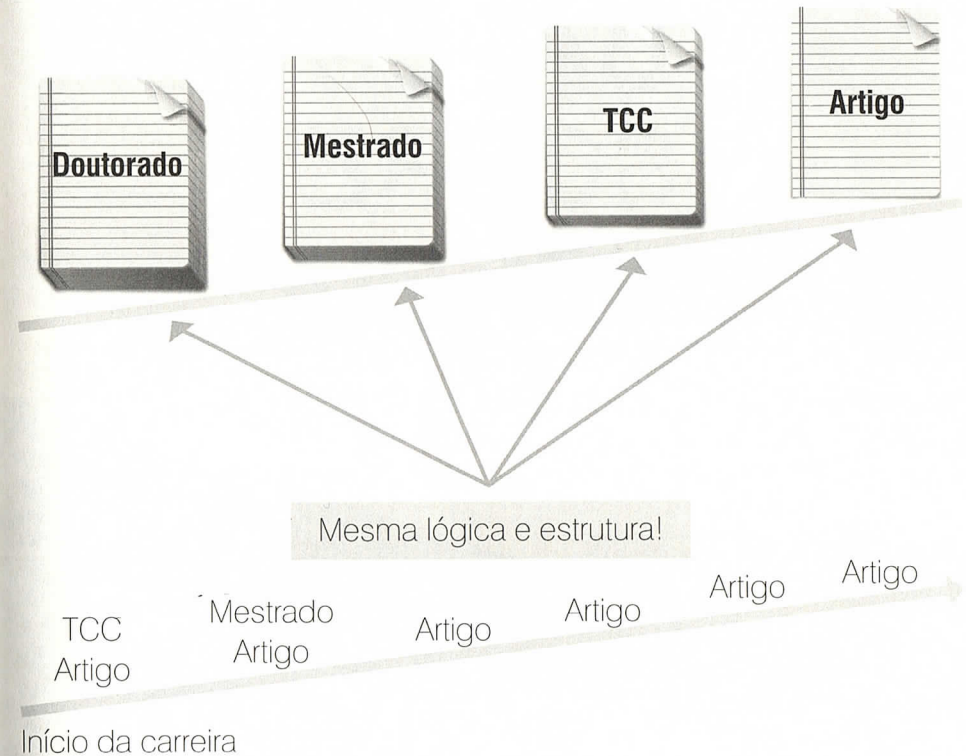 Doutorado
Mestrado
TCC
Artigo
Mesma lógica e estrutura!
TCC
Artigo
Mestrado
Artigo
Artigo
Artigo
Artigo
Artigo
Início da carreira